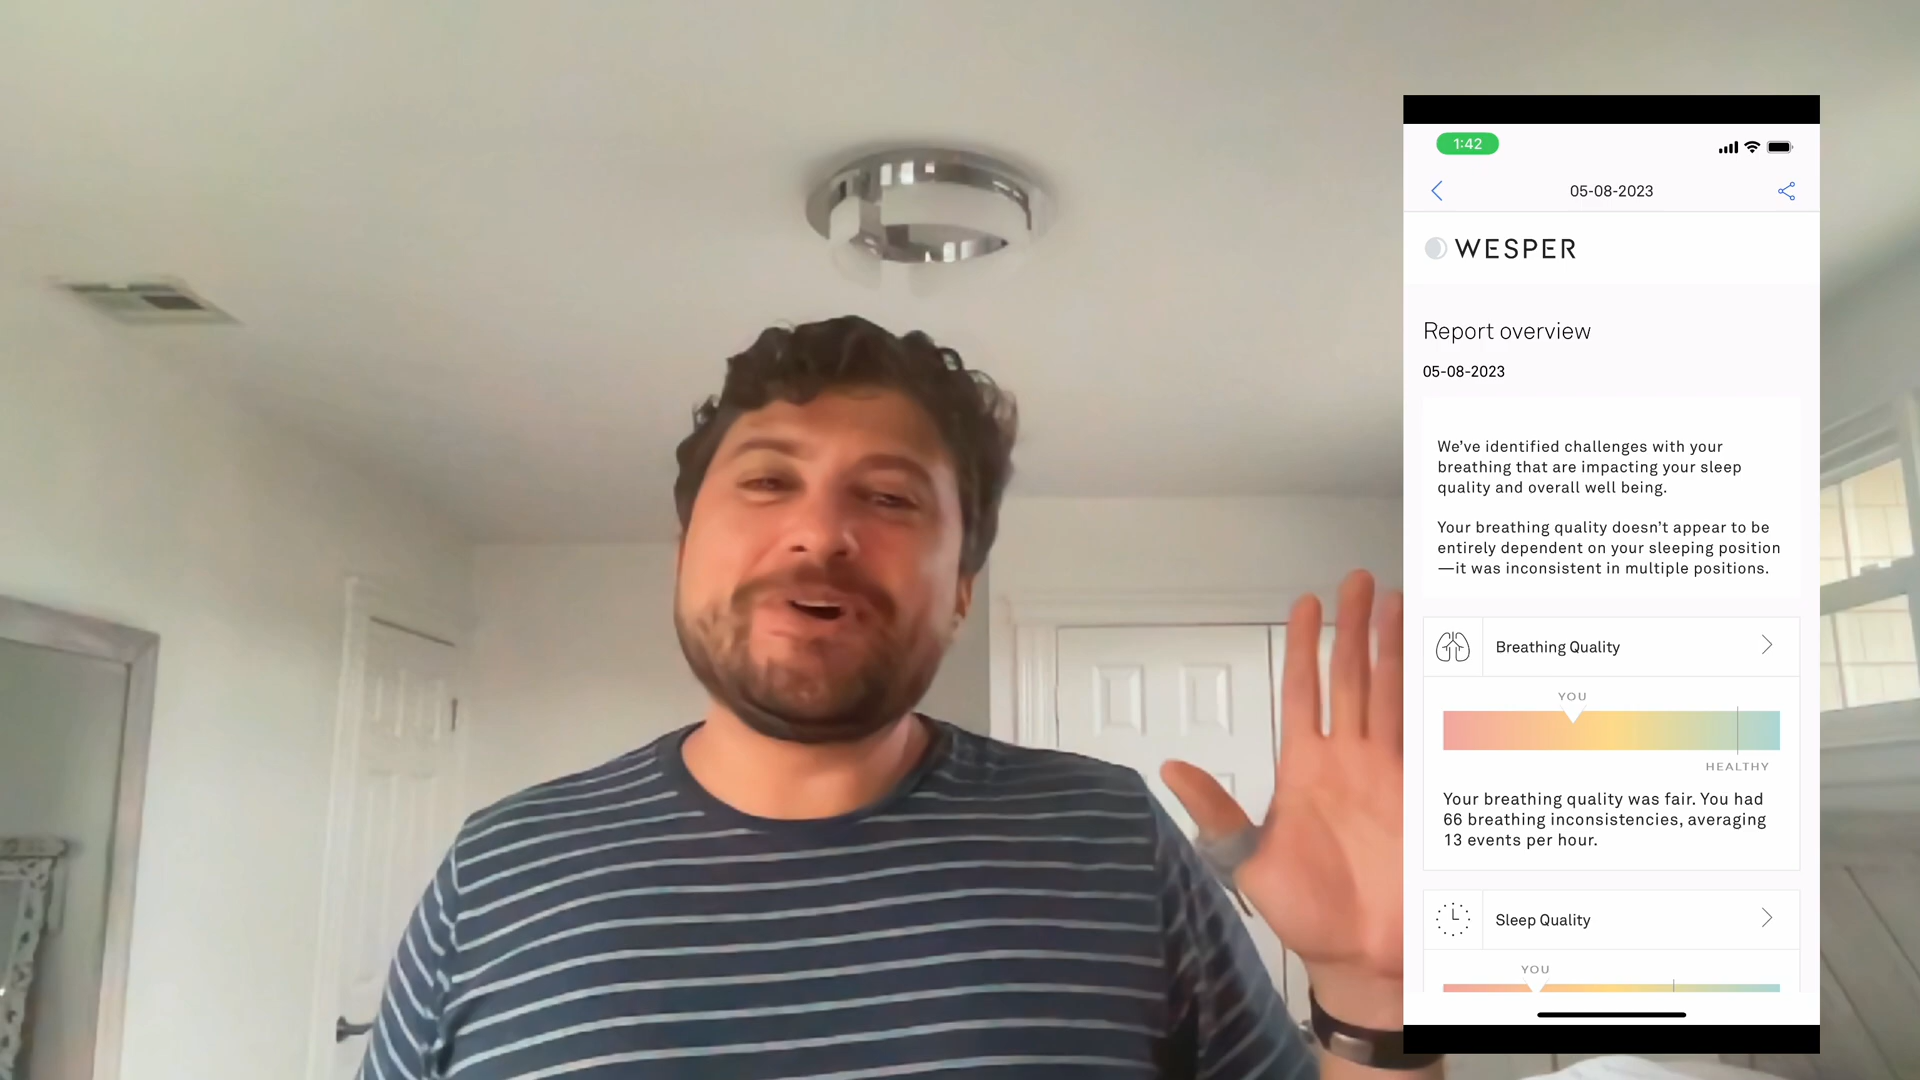 1:42
05-08-2023
WESPER
Report overview
05-08-2023
We've identified challenges with your
breathing that are impacting your sleep
quality and overall well being.
Your breathing quality doesn't appear to be
entirely dependent on your sleeping position
—it was inconsistent in multiple positions.
Breathing Quality
YOU
HEALTHY
Your breathing quality was fair. You had
66 breathing inconsistencies, averaging
13 events per hour.
Sleep Quality
YOU